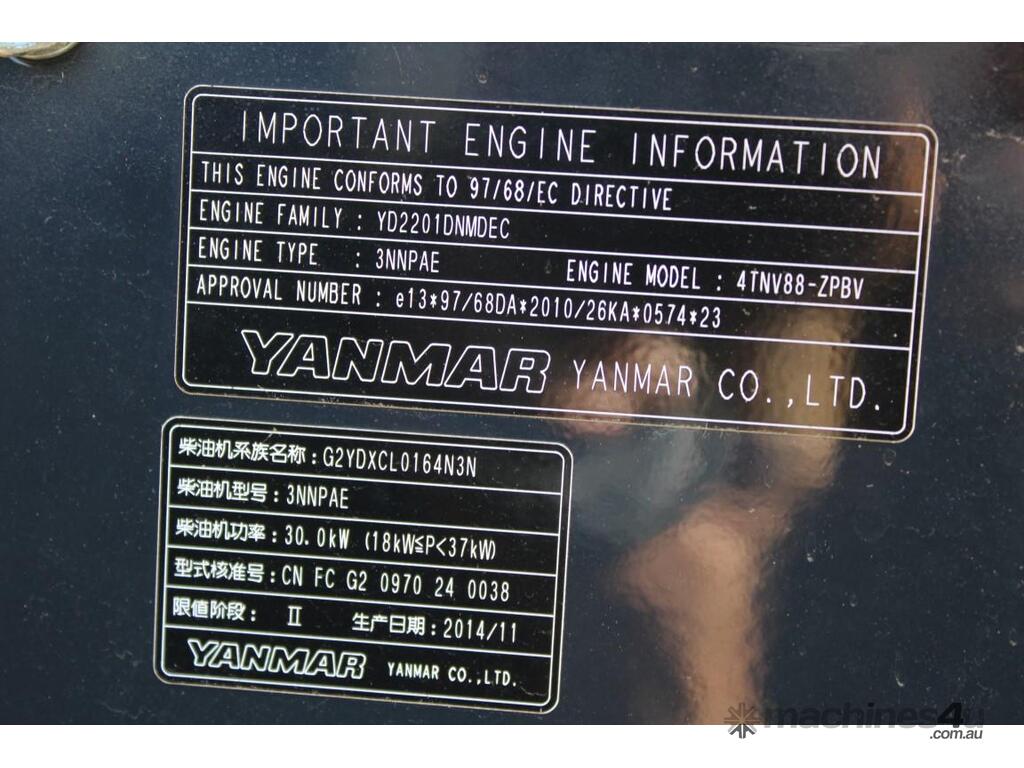 IMPORTANT ENGINE INFORMATION
THIS ENGINE CONFORMS TO 97/68/EC DIRECTIVE
ENGINE FAMILY : YD2201DNMDEC
ENGINE TYPE : 3NNPAE ENGINE MODEL : 4TNV88-ZPBV
APPROVAL NUMBER : e13*97/68DA*2010/26KA*0574*23
YANMAR YANMAR CO.,LTD.
柴油机系族名称:G2YDXCL0164N3N
柴油机型号:3NNPAE
柴油机功率:30.0kW (18kW≦P<37kW)
型式核准号:CN FC G2 0970 24 0038
限值阶段: Ⅱ 生产日期:2014/11
YANMAR YANMAR CO.,LTD.
machines4u
.com.au